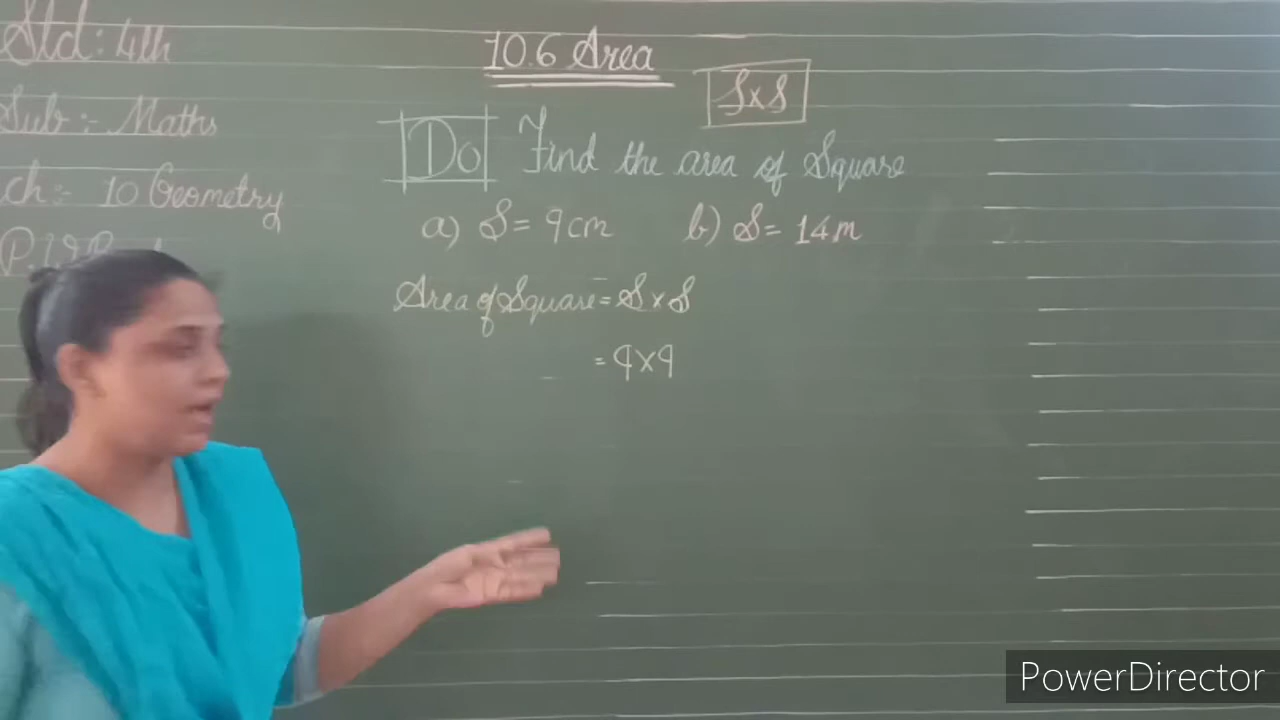 Std: 4th
Sub:- Maths
ch:- 10 Geometry
10.6 Area
S×S
Do Find the area of Square
a) S= 9cm b) S= 14m
Area of Square = S×S
= 9×9
PowerDirector